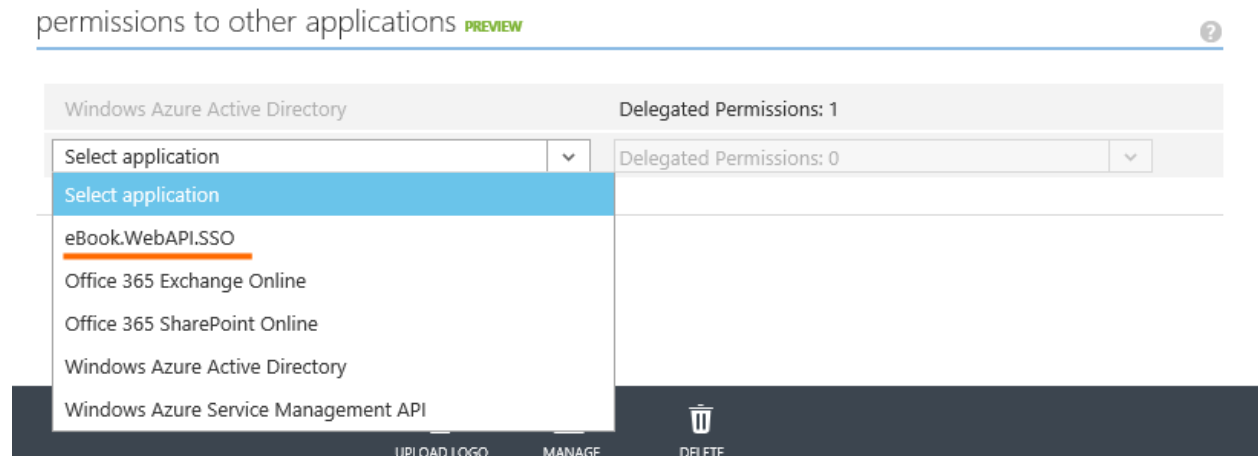 permissions to other applications PREVIEW
?
Windows Azure Active Directory Delegated Permissions: 1
Select application Delegated Permissions: 0
Select application
eBook.WebAPI.SSO
Office 365 Exchange Online
Office 365 SharePoint Online
Windows Azure Active Directory
Windows Azure Service Management API
UPLOAD LOGO MANAGE DELETE